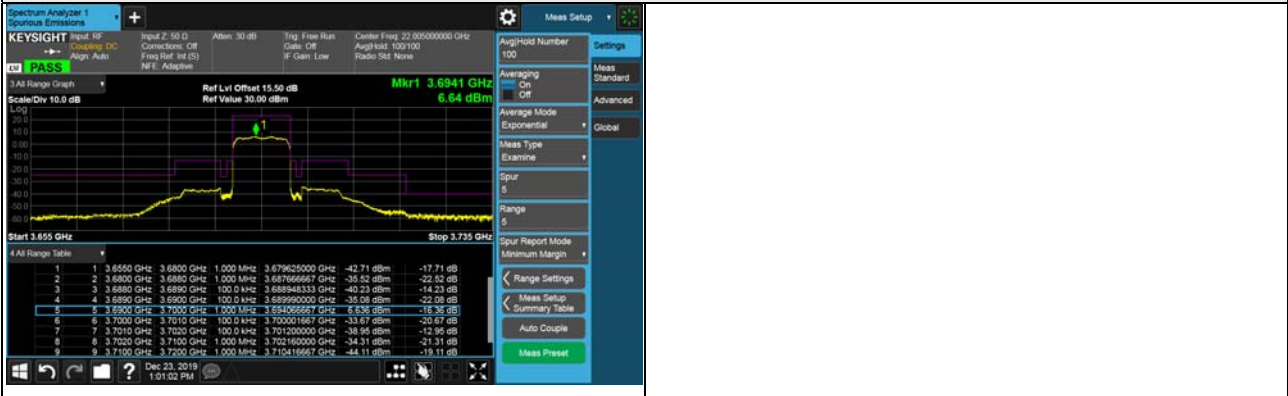 Spectrum Analyzer 1
Spurious Emissions
+
Meas Setup
KEYSIGHT
Input: RF
Coupling: DC
Align: Auto
Input Z: 50 Ω
Corrections: Off
Freq Ref: Int (S)
NFE: Adaptive
Atten: 30 dB
Trig: Free Run
Gate: Off
IF Gain: Low
Center Freq: 22.005000000 GHz
Avg|Hold: 100/100
Radio Std: None
PASS
3 All Range Graph
Scale/Div 10.0 dB
Ref Lvl Offset 15.50 dB
Ref Value 30.00 dBm
Mkr1 3.6941 GHz
6.64 dBm
Log
20.0
10.0
0.00
-10.0
-20.0
-30.0
-40.0
-50.0
-60.0
1
Start 3.655 GHz
Stop 3.735 GHz
4 All Range Table
1 1 3.6550 GHz 3.6800 GHz 1.000 MHz 3.679625000 GHz -42.71 dBm -17.71 dB
2 2 3.6800 GHz 3.6880 GHz 1.000 MHz 3.687666667 GHz -35.52 dBm -22.52 dB
3 3 3.6880 GHz 3.6890 GHz 100.0 kHz 3.688948333 GHz -40.23 dBm -14.23 dB
4 4 3.6890 GHz 3.6900 GHz 100.0 kHz 3.689990000 GHz -35.08 dBm -22.08 dB
5 5 3.6900 GHz 3.7000 GHz 1.000 MHz 3.694066667 GHz 6.636 dBm -16.36 dB
6 6 3.7000 GHz 3.7010 GHz 100.0 kHz 3.700001667 GHz -33.67 dBm -20.67 dB
7 7 3.7010 GHz 3.7020 GHz 100.0 kHz 3.701200000 GHz -38.95 dBm -12.95 dB
8 8 3.7020 GHz 3.7100 GHz 1.000 MHz 3.702160000 GHz -34.31 dBm -21.31 dB
9 9 3.7100 GHz 3.7200 GHz 1.000 MHz 3.710416667 GHz -44.11 dBm -19.11 dB
Dec 23, 2019
1:01:02 PM
?
Avg|Hold Number
100
Averaging
On
Off
Average Mode
Exponential
Meas Type
Examine
Spur
5
Range
5
Spur Report Mode
Minimum Margin
Range Settings
Meas Setup
Summary Table
Auto Couple
Meas Preset
Settings
Meas
Standard
Advanced
Global